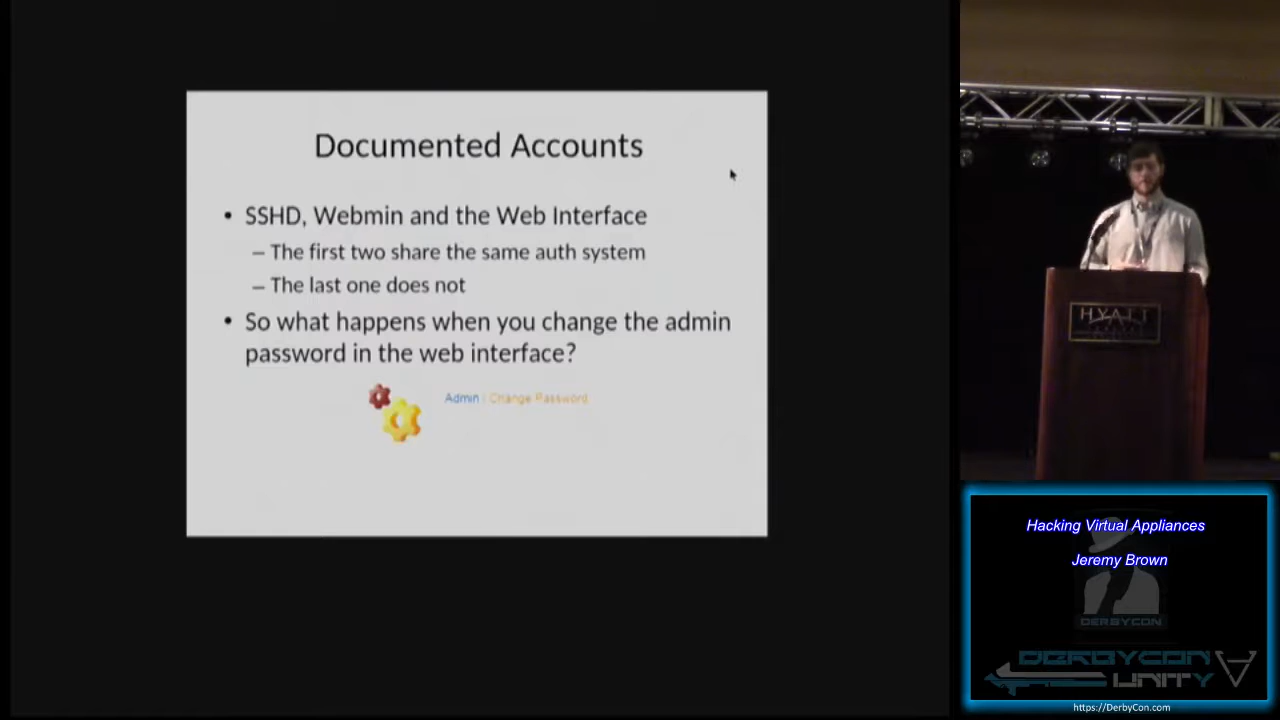 Documented Accounts
• SSHD, Webmin and the Web Interface
– The first two share the same auth system
– The last one does not
• So what happens when you change the admin
password in the web interface?
Admin | Change Password
HYATT
Hacking Virtual Appliances
Jeremy Brown
DERBYCON
DERBYCON
UNITY
https://DerbyCon.com